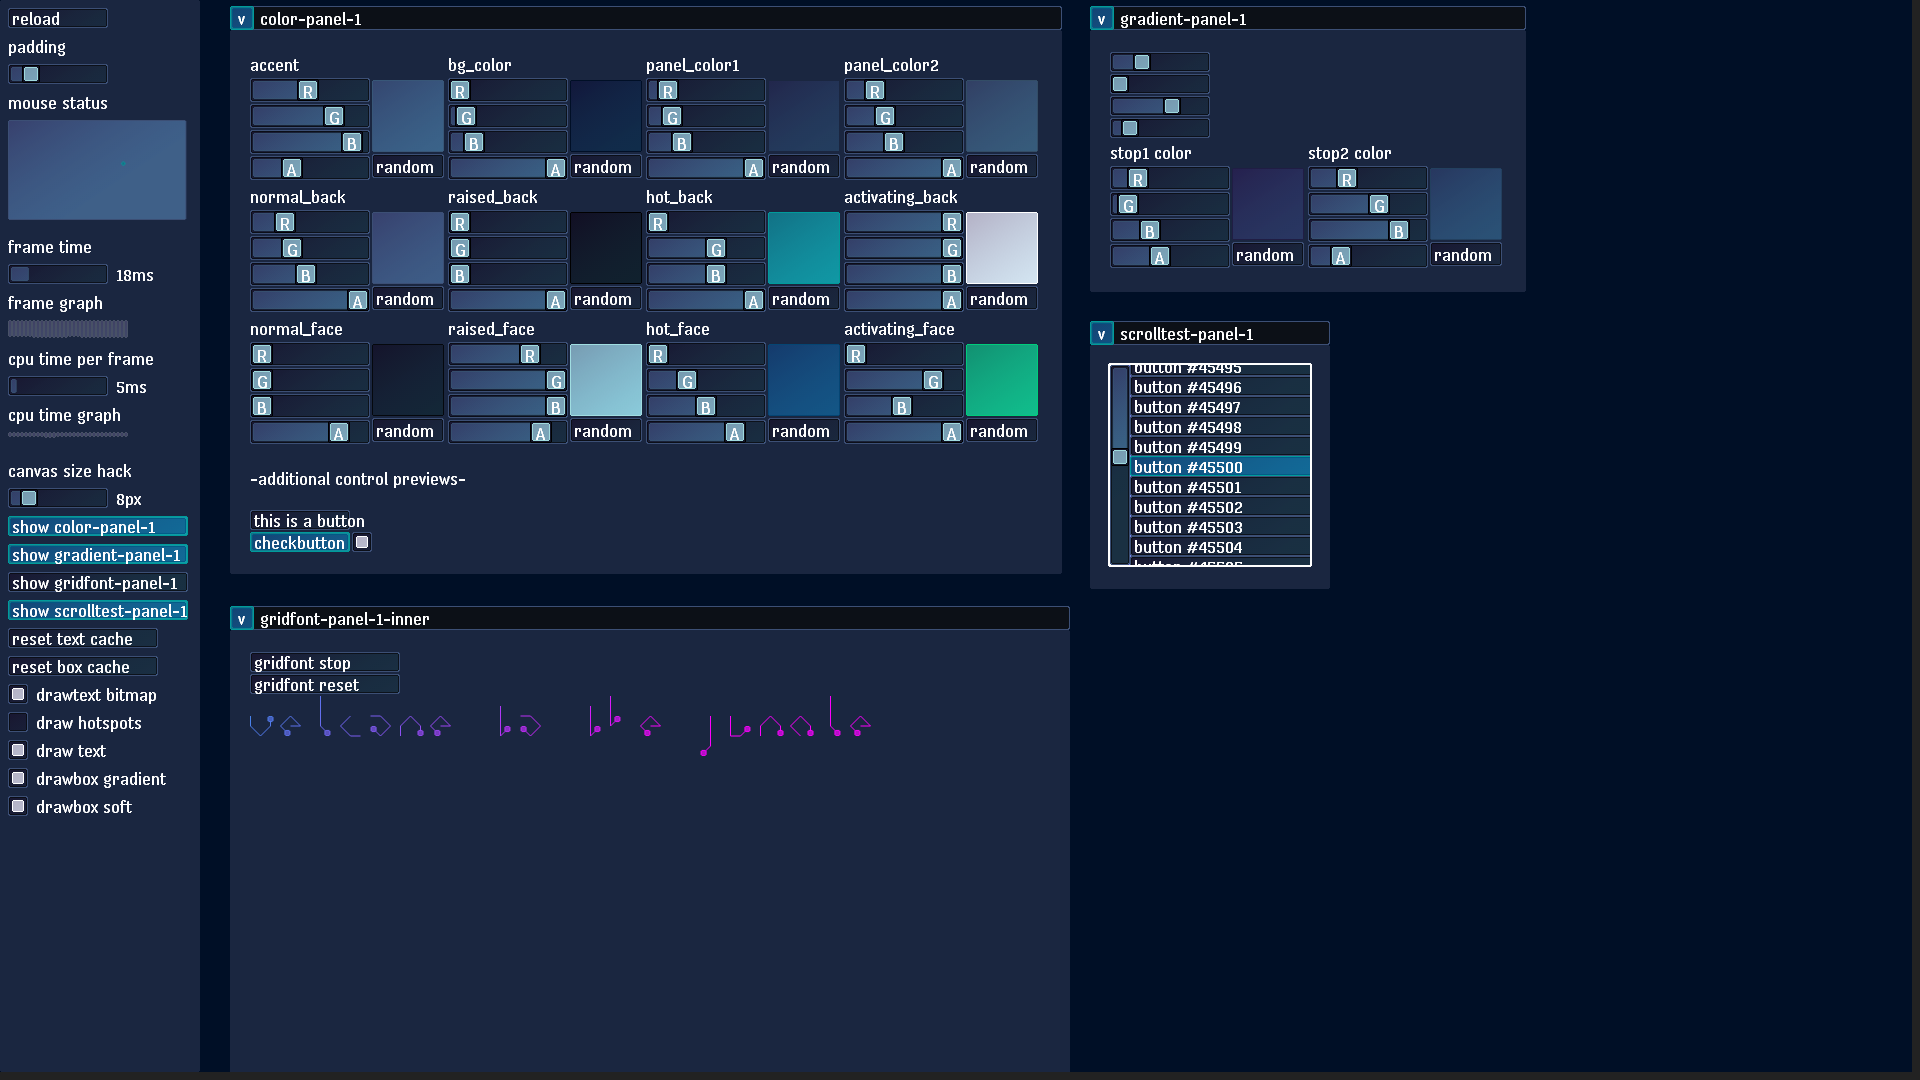 reload
padding
mouse status
frame time
18ms
frame graph
cpu time per frame
5ms
cpu time graph
canvas size hack
8px
show color-panel-1
show gradient-panel-1
show gridfont-panel-1
show scrolltest-panel-1
reset text cache
reset box cache
drawtext bitmap
draw hotspots
draw text
drawbox gradient
drawbox soft
v color-panel-1
accent bg_color panel_color1 panel_color2
R R R R
G G G G
B B B B
A random A random A random A random
normal_back raised_back hot_back activating_back
R R R R
G G G G
B B B B
A random A random A random A random
normal_face raised_face hot_face activating_face
R R R R
G G G G
B B B B
A random A random A random A random
-additional control previews-
this is a button
checkbutton
v gridfont-panel-1-inner
gridfont stop
gridfont reset
v gradient-panel-1
stop1 color stop2 color
R R
G G
B B
A random A random
v scrolltest-panel-1
button #45495
button #45496
button #45497
button #45498
button #45499
button #45500
button #45501
button #45502
button #45503
button #45504